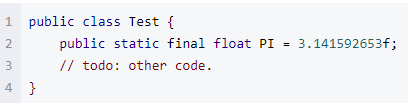 1 public class Test {
2     public static final float PI = 3.141592653f;
3     // todo: other code.
4 }